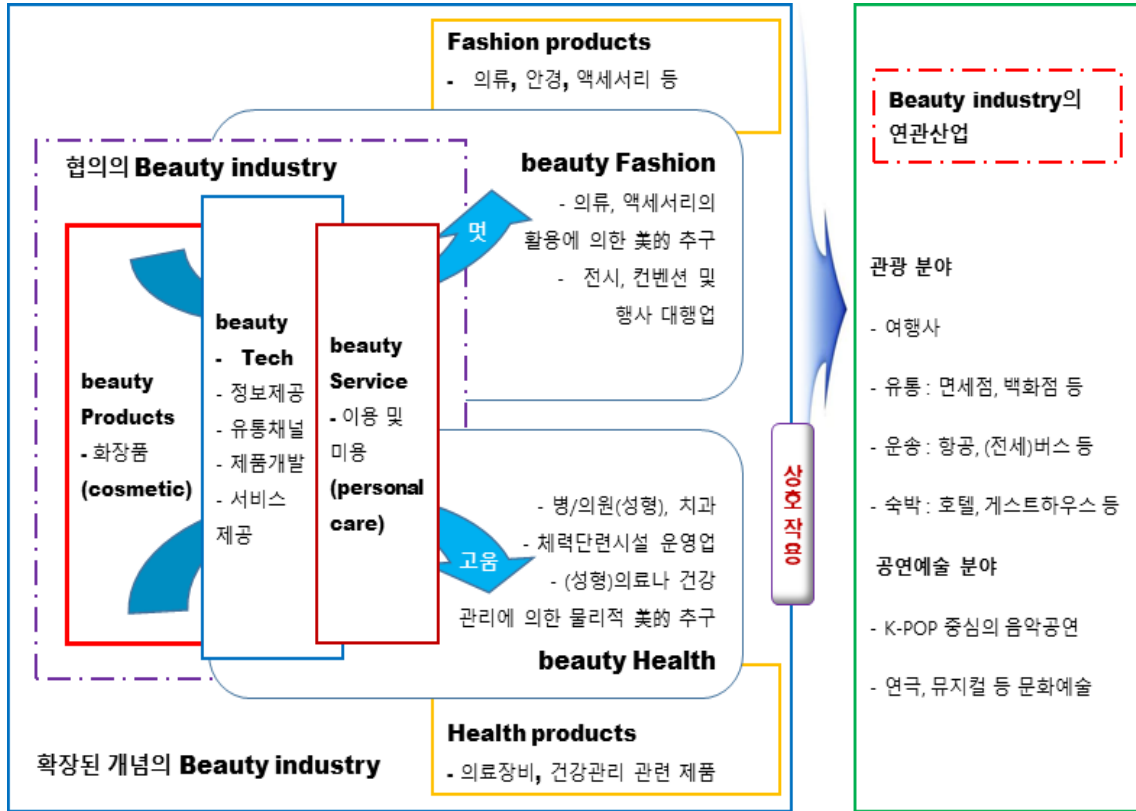 Fashion products
- 의류, 안경, 액세서리 등
협의의 Beauty industry
beauty Fashion
- 의류, 액세서리의
활용에 의한 美的 추구
- 전시, 컨벤션 및
행사 대행업
멋
beauty
Products
- 화장품
(cosmetic)
beauty
- Tech
- 정보제공
- 유통채널
- 제품개발
- 서비스
제공
beauty
Service
- 이용 및
미용
(personal
care)
고움
- 병/의원(성형), 치과
- 체력단련시설 운영업
- (성형)의료나 건강
관리에 의한 물리적 美的 추구
beauty Health
Health products
- 의료장비, 건강관리 관련 제품
확장된 개념의 Beauty industry
상호작용
Beauty industry의
연관산업
관광 분야
- 여행사
- 유통 : 면세점, 백화점 등
- 운송 : 항공, (전세)버스 등
- 숙박 : 호텔, 게스트하우스 등
공연예술 분야
- K-POP 중심의 음악공연
- 연극, 뮤지컬 등 문화예술